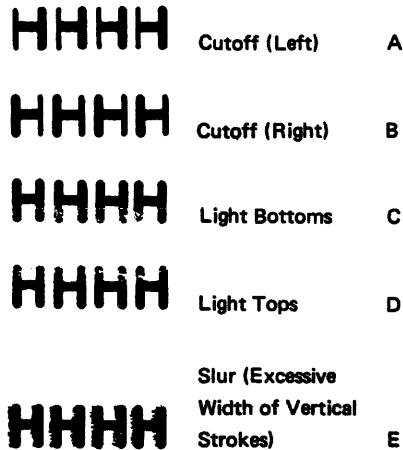 HHHH Cutoff (Left) A
HHHH Cutoff (Right) B
HHHH Light Bottoms C
HHHH Light Tops D
Slur (Excessive
Width of Vertical
HHHH Strokes) E